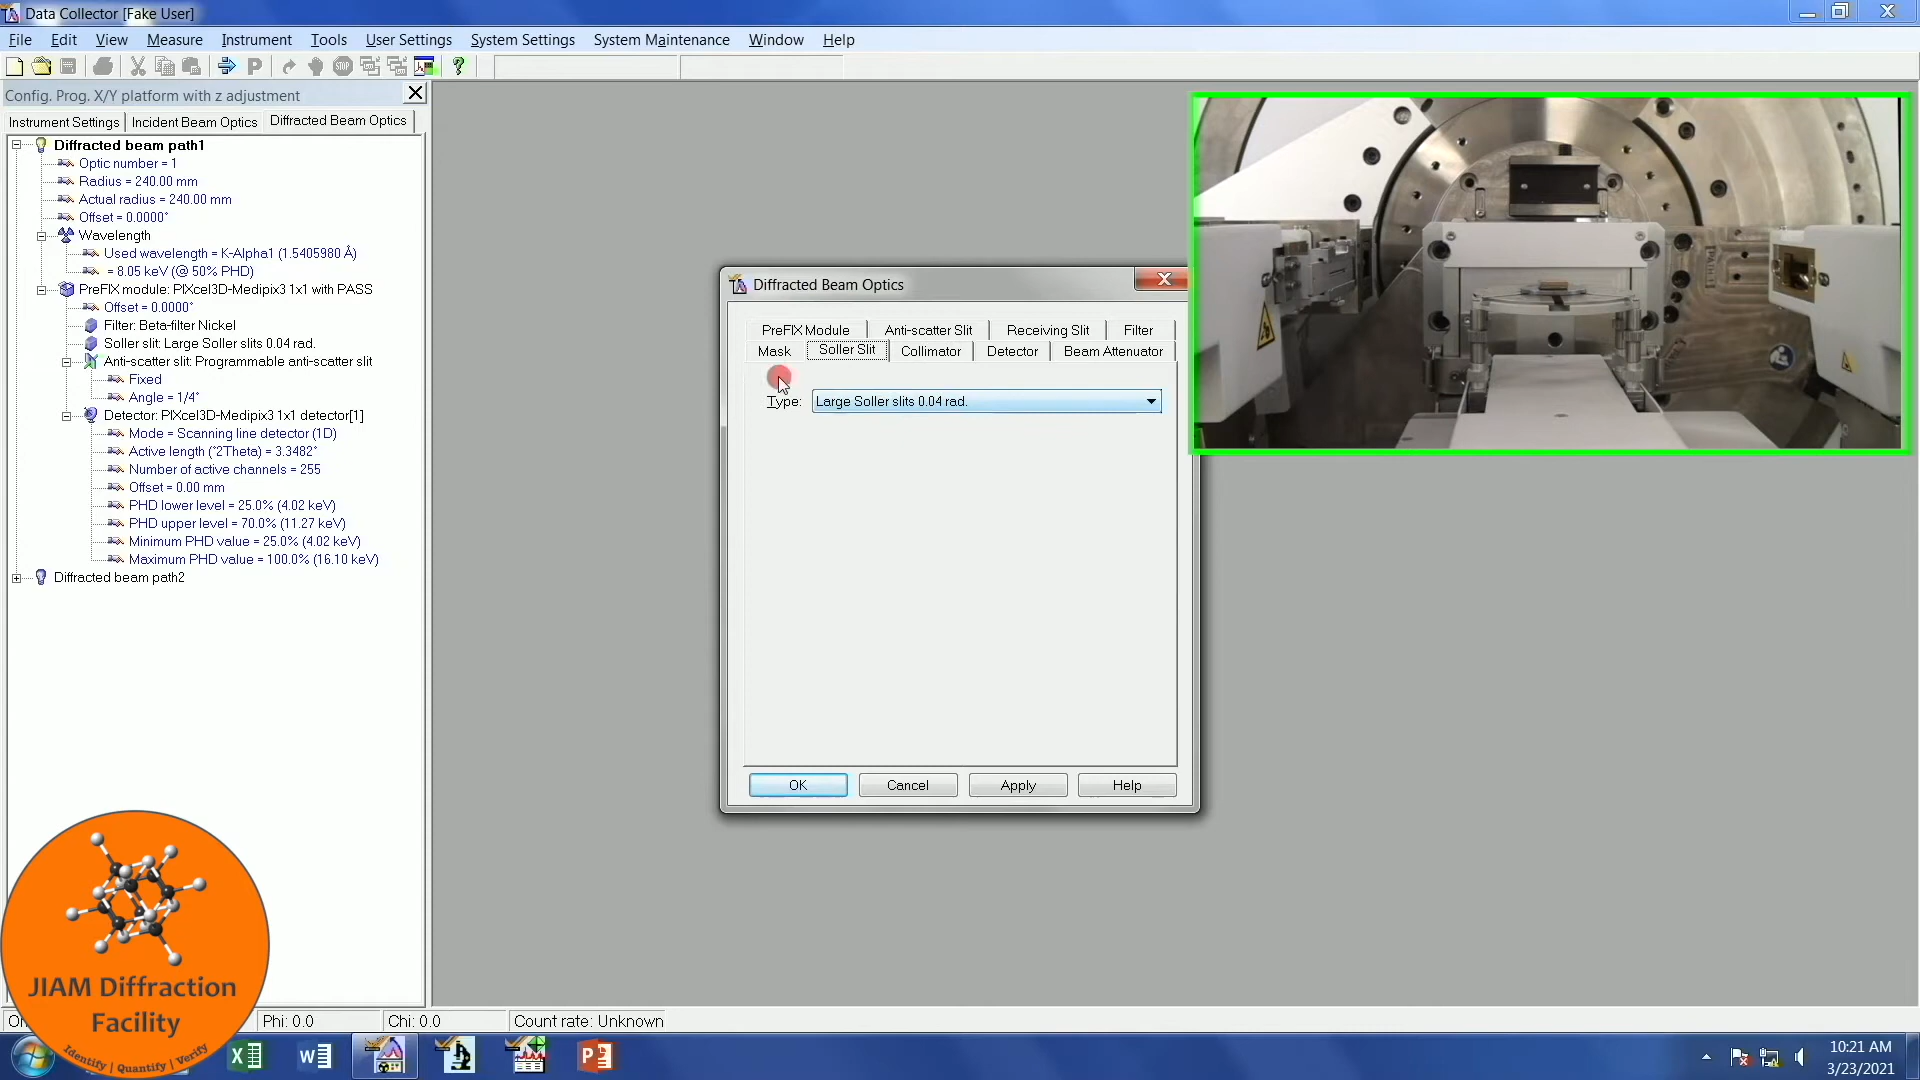 Data Collector [Fake User]
File Edit View Measure Instrument Tools User Settings System Settings System Maintenance Window Help
Config. Prog. X/Y platform with z adjustment
Instrument Settings Incident Beam Optics Diffracted Beam Optics
Diffracted beam path1
Optic number = 1
Radius = 240.00 mm
Actual radius = 240.00 mm
Offset = 0.0000°
Wavelength
Used wavelength = K-Alpha1 (1.5405980 Å)
= 8.05 keV (@ 50% PHD)
PreFIX module: PIXcel3D-Medipix3 1x1 with PASS
Offset = 0.0000°
Filter: Beta-filter Nickel
Soller slit: Large Soller slits 0.04 rad.
Anti-scatter slit: Programmable anti-scatter slit
Fixed
Angle = 1/4°
Detector: PIXcel3D-Medipix3 1x1 detector[1]
Mode = Scanning line detector (1D)
Active length (°2Theta) = 3.3482°
Number of active channels = 255
Offset = 0.00 mm
PHD lower level = 25.0% (4.02 keV)
PHD upper level = 70.0% (11.27 keV)
Minimum PHD value = 25.0% (4.02 keV)
Maximum PHD value = 100.0% (16.10 keV)
Diffracted beam path2
Diffracted Beam Optics
PreFIX Module Anti-scatter Slit Receiving Slit Filter
Mask Soller Slit Collimator Detector Beam Attenuator
Type: Large Soller slits 0.04 rad.
OK Cancel Apply Help
JIAM Diffraction
Facility
Identify | Quantify | Verify
Phi: 0.0 Chi: 0.0 Count rate: Unknown
10:21 AM
3/23/2021